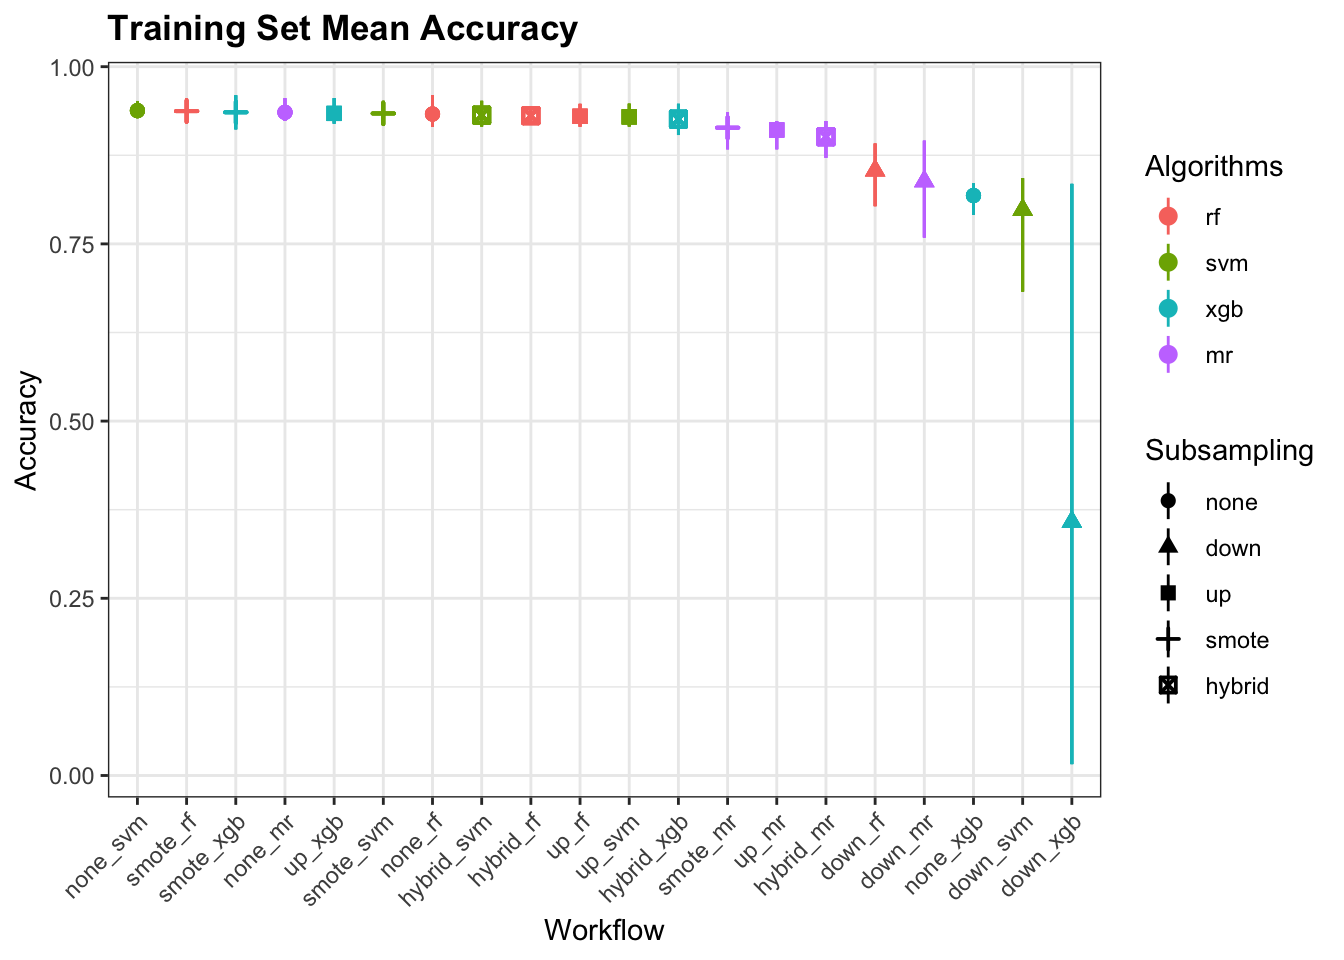 Training Set Mean Accuracy
1.00
0.75
0.50
0.25
0.00
Accuracy
none_svm
smote_rf
smote_xgb
none_mr
up_xgb
smote_svm
none_rf
hybrid_svm
hybrid_rf
up_rf
up_svm
hybrid_xgb
smote_mr
up_mr
hybrid_mr
down_rf
down_mr
none_xgb
down_svm
down_xgb
Workflow
Algorithms
rf
svm
xgb
mr
Subsampling
none
down
up
smote
hybrid